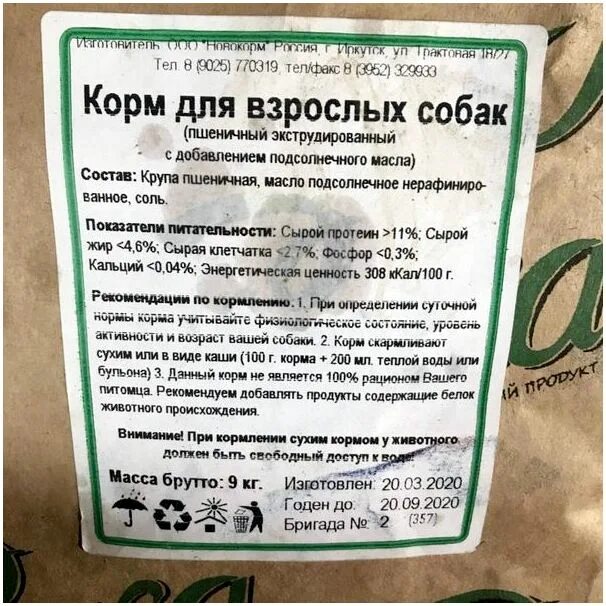 Изготовитель ООО "Новокорм" Россия, г Иркутск, ул Трактовая 18/27
Тел. 8 (9025) 770319, тел/факс 8 (3952) 329933
Корм для взрослых собак
(пшеничный экструдированный
с добавлением подсолнечного масла)
Состав: Крупа пшеничная, масло подсолнечное нерафиниро-
ванное, соль.
Показатели питательности: Сырой протеин >11%; Сырой
жир <4,6%; Сырая клетчатка <2,7%; Фосфор <0,3%;
Кальций <0,04%; Энергетическая ценность 308 кКал/100 г.
Рекомендации по кормлению: 1. При определении суточной
нормы корма учитывайте физиологическое состояние, уровень
активности и возраст вашей собаки. 2. Корм скармливают
сухим или в виде каши (100 г. корма + 200 мл. теплой воды или
бульона) 3. Данный корм не является 100% рационом Вашего
питомца. Рекомендуем добавлять продукты содержащие белок
животного происхождения.
Внимание! При кормлении сухим кормом у животного
должен быть свободный доступ к воде.
Масса брутто: 9 кг. Изготовлен: 20.03.2020
Годен до: 20.09.2020
Бригада № 2 (357)
ЫЙ ПРОДУКТ